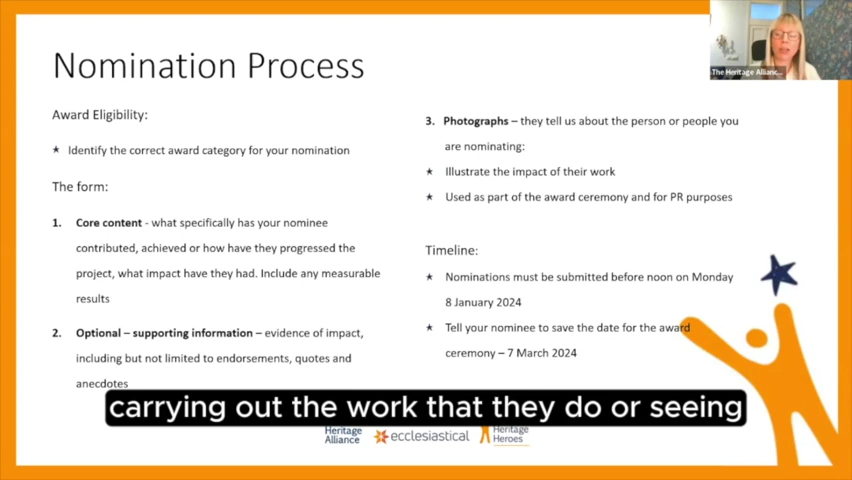 Nomination Process
Award Eligibility:
★ Identify the correct award category for your nomination
The form:
1. Core content - what specifically has your nominee
contributed, achieved or how have they progressed the
project, what impact have they had. Include any measurable
results
2. Optional – supporting information – evidence of impact,
including but not limited to endorsements, quotes and
anecdotes
3. Photographs – they tell us about the person or people you
are nominating:
★ Illustrate the impact of their work
★ Used as part of the award ceremony and for PR purposes
Timeline:
★ Nominations must be submitted before noon on Monday
8 January 2024
★ Tell your nominee to save the date for the award
ceremony – 7 March 2024
The Heritage Allianc...
carrying out the work that they do or seeing
Heritage
Alliance
ecclesiastical
Heritage
Heroes